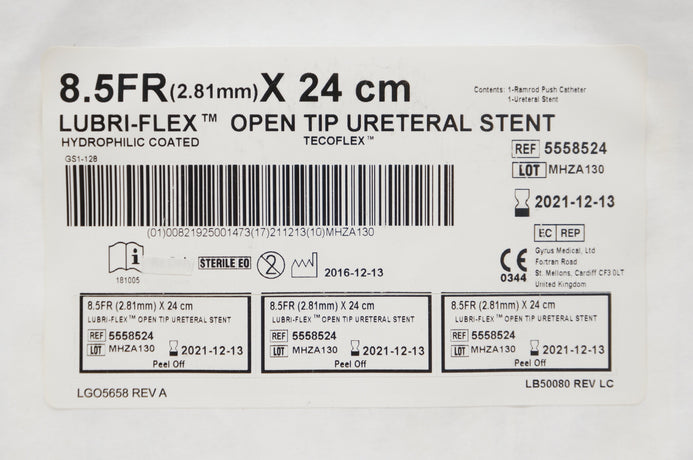 8.5FR (2.81mm) X 24 cm
Contents: 1-Ramrod Push Catheter
1-Ureteral Stent
LUBRI-FLEX™ OPEN TIP URETERAL STENT
HYDROPHILIC COATED TECOFLEX™
REF 5558524
GS1-128
LOT MHZA130
2021-12-13
(01)00821925001473(17)211213(10)MHZA130
EC REP
Gyrus Medical, Ltd
Fortran Road
St. Mellons, Cardiff CF3 0LT
United Kingdom
CE 0344
i
181005
STERILE EO
2
2016-12-13
8.5FR (2.81mm) X 24 cm
LUBRI-FLEX™ OPEN TIP URETERAL STENT
REF 5558524
LOT MHZA130 2021-12-13
Peel Off
8.5FR (2.81mm) X 24 cm
LUBRI-FLEX™ OPEN TIP URETERAL STENT
REF 5558524
LOT MHZA130 2021-12-13
Peel Off
8.5FR (2.81mm) X 24 cm
LUBRI-FLEX™ OPEN TIP URETERAL STENT
REF 5558524
LOT MHZA130 2021-12-13
Peel Off
LGO5658 REV A
LB50080 REV LC